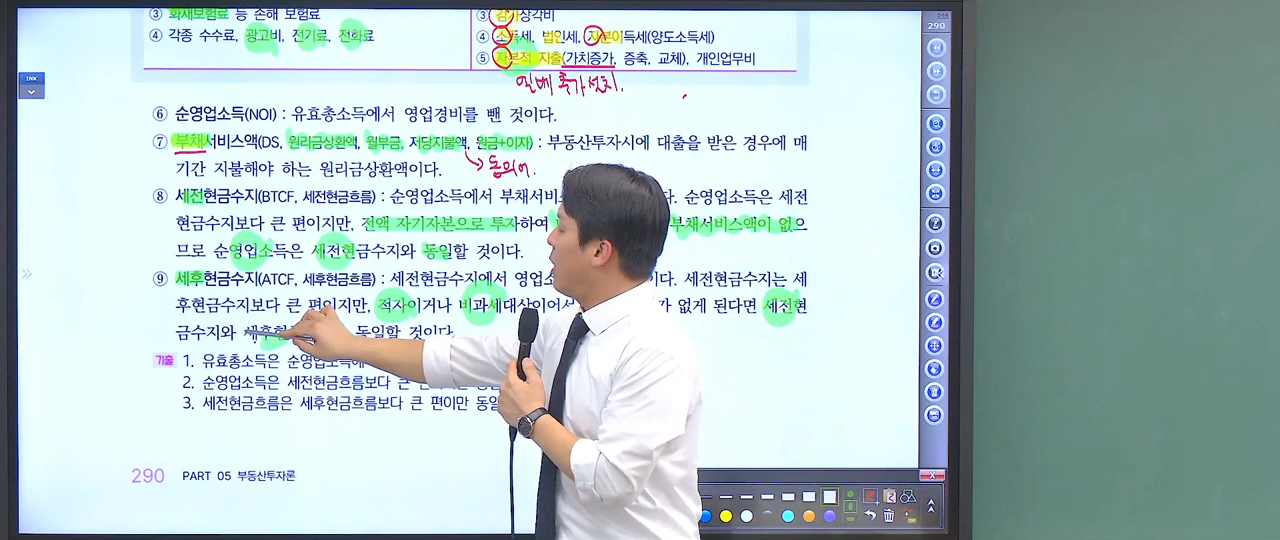 ③ 화재보험료 등 손해 보험료
③ 감가상각비
④ 각종 수수료, 광고비, 전기료, 전화료
④ 소득세, 법인세, 자본이득세(양도소득세)
⑤ 자본적 지출(가치증가, 증축, 교체), 개인업무비
추가설치.
⑥ 순영업소득(NOI) : 유효총소득에서 영업경비를 뺀 것이다.
⑦ 부채서비스액(DS, 원리금상환액, 월부금, 저당지불액, 원금+이자) : 부동산투자시에 대출을 받은 경우에 매
기간 지불해야 하는 원리금상환액이다.
동의어.
⑧ 세전현금수지(BTCF, 세전현금흐름) : 순영업소득에서 부채서비스 다. 순영업소득은 세전
현금수지보다 큰 편이지만, 전액 자기자본으로 투자하여 부채서비스액이 없으
므로 순영업소득은 세전현금수지와 동일할 것이다.
⑨ 세후현금수지(ATCF, 세후현금흐름) : 세전현금수지에서 영업소 이다. 세전현금수지는 세
후현금수지보다 큰 편이지만, 적자이거나 비과세대상이어서 가 없게 된다면 세전현
금수지와 동일할 것이다.
기출 1. 유효총소득은 순영업소득에
2. 순영업소득은 세전현금흐름보다 큰
3. 세전현금흐름은 세후현금흐름보다 큰 편이만 동일
290 PART 05 부동산투자론
INK
544
290